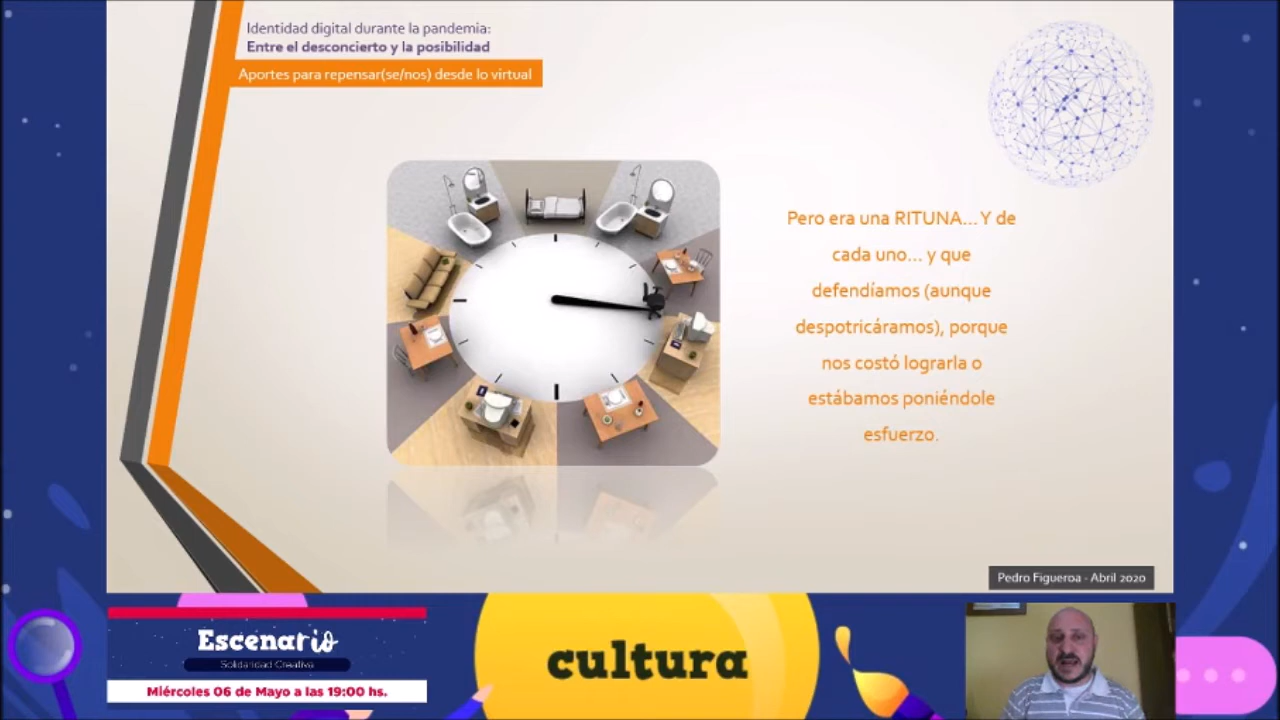 Identidad digital durante la pandemia:
Entre el desconcierto y la posibilidad
Aportes para repensar(se/nos) desde lo virtual
Pero era una RITUNA... Y de
cada uno... y que
defendíamos (aunque
despotricáramos), porque
nos costó lograrla o
estábamos poniéndole
esfuerzo.
Pedro Figueroa - Abril 2020
Escenario
Solidaridad Creativa
Miércoles 06 de Mayo a las 19:00 hs.
cultura